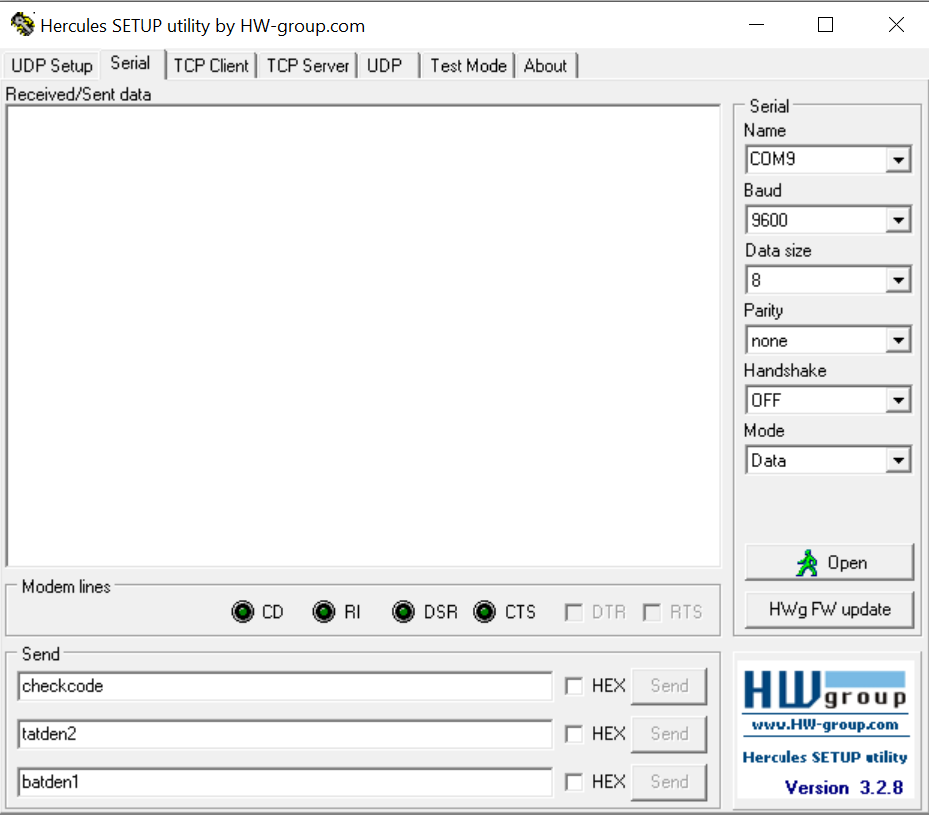 Hercules SETUP utility by HW-group.com
UDP Setup Serial TCP Client TCP Server UDP Test Mode About
Received/Sent data
Serial
Name
COM9
Baud
9600
Data size
8
Parity
none
Handshake
OFF
Mode
Data
Open
HWg FW update
Modem lines
CD RI DSR CTS DTR RTS
Send
checkcode HEX Send
tatden2 HEX Send
batden1 HEX Send
HW group
www.HW-group.com
Hercules SETUP utility
Version 3.2.8